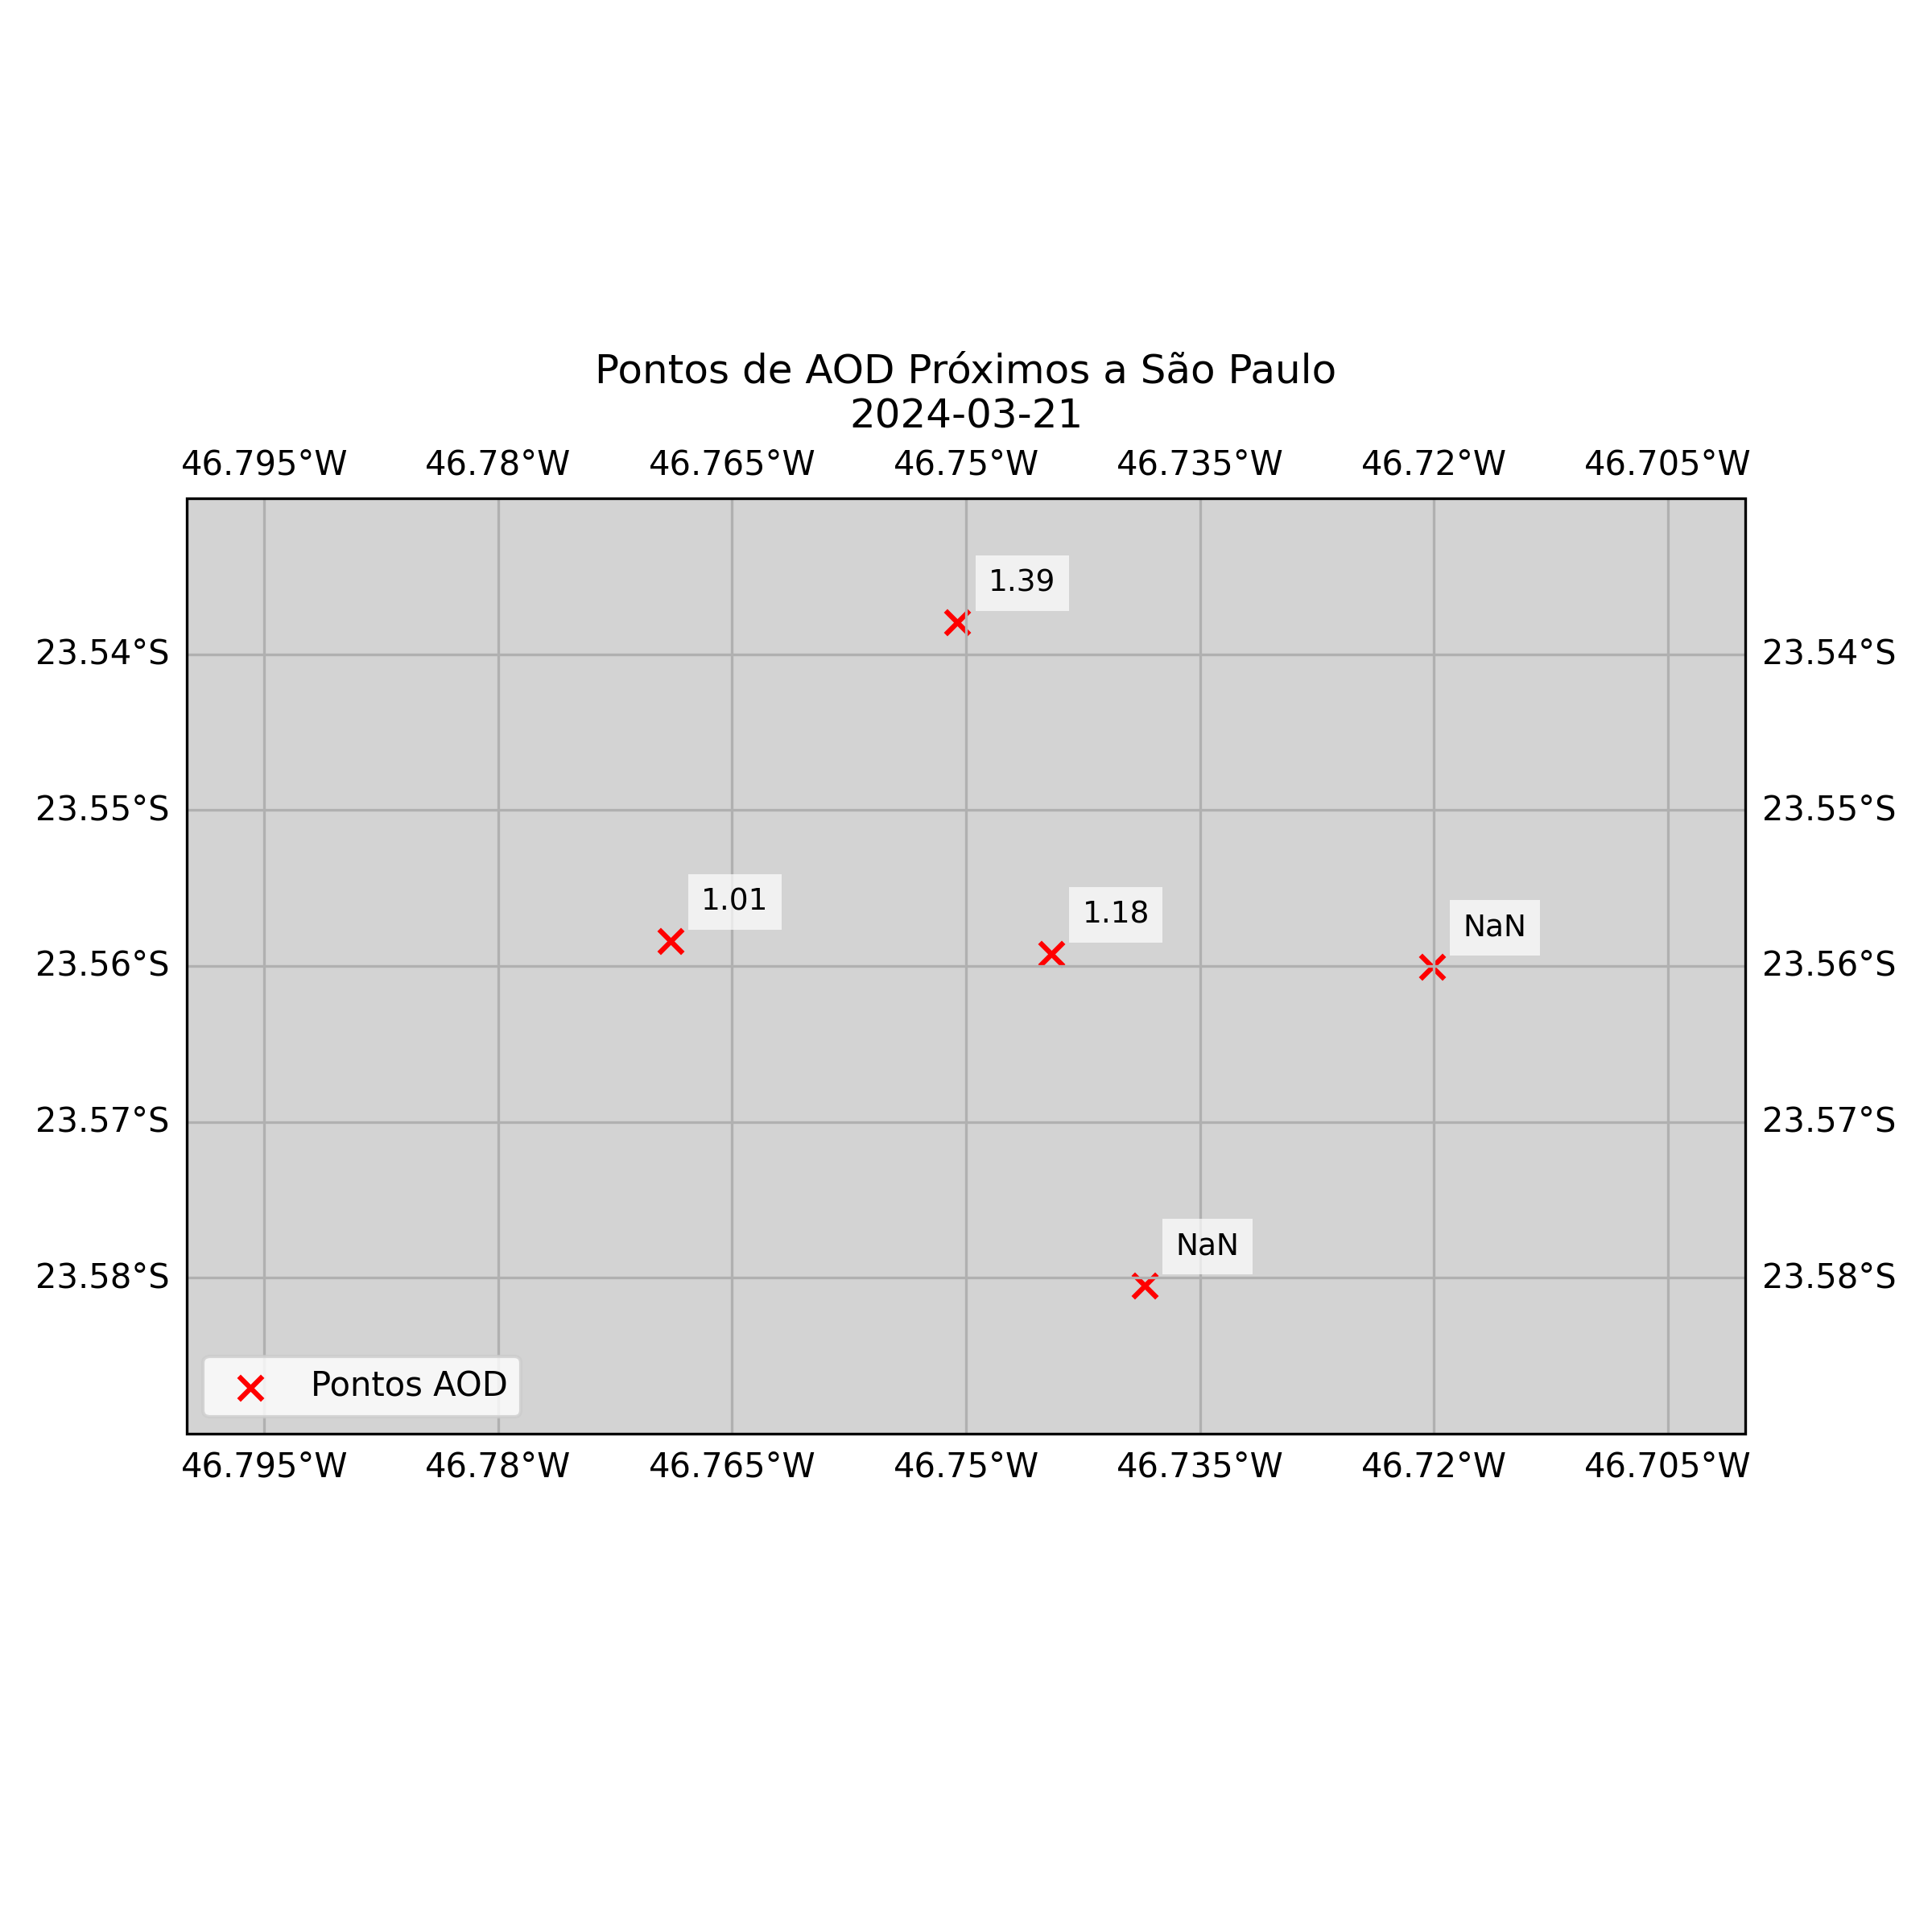 Pontos de AOD Próximos a São Paulo
2024-03-21
46.795°W 46.78°W 46.765°W 46.75°W 46.735°W 46.72°W 46.705°W
1.39
23.54°S 23.54°S
23.55°S 23.55°S
1.01
1.18
NaN
23.56°S 23.56°S
23.57°S 23.57°S
NaN
23.58°S 23.58°S
Pontos AOD
46.795°W 46.78°W 46.765°W 46.75°W 46.735°W 46.72°W 46.705°W